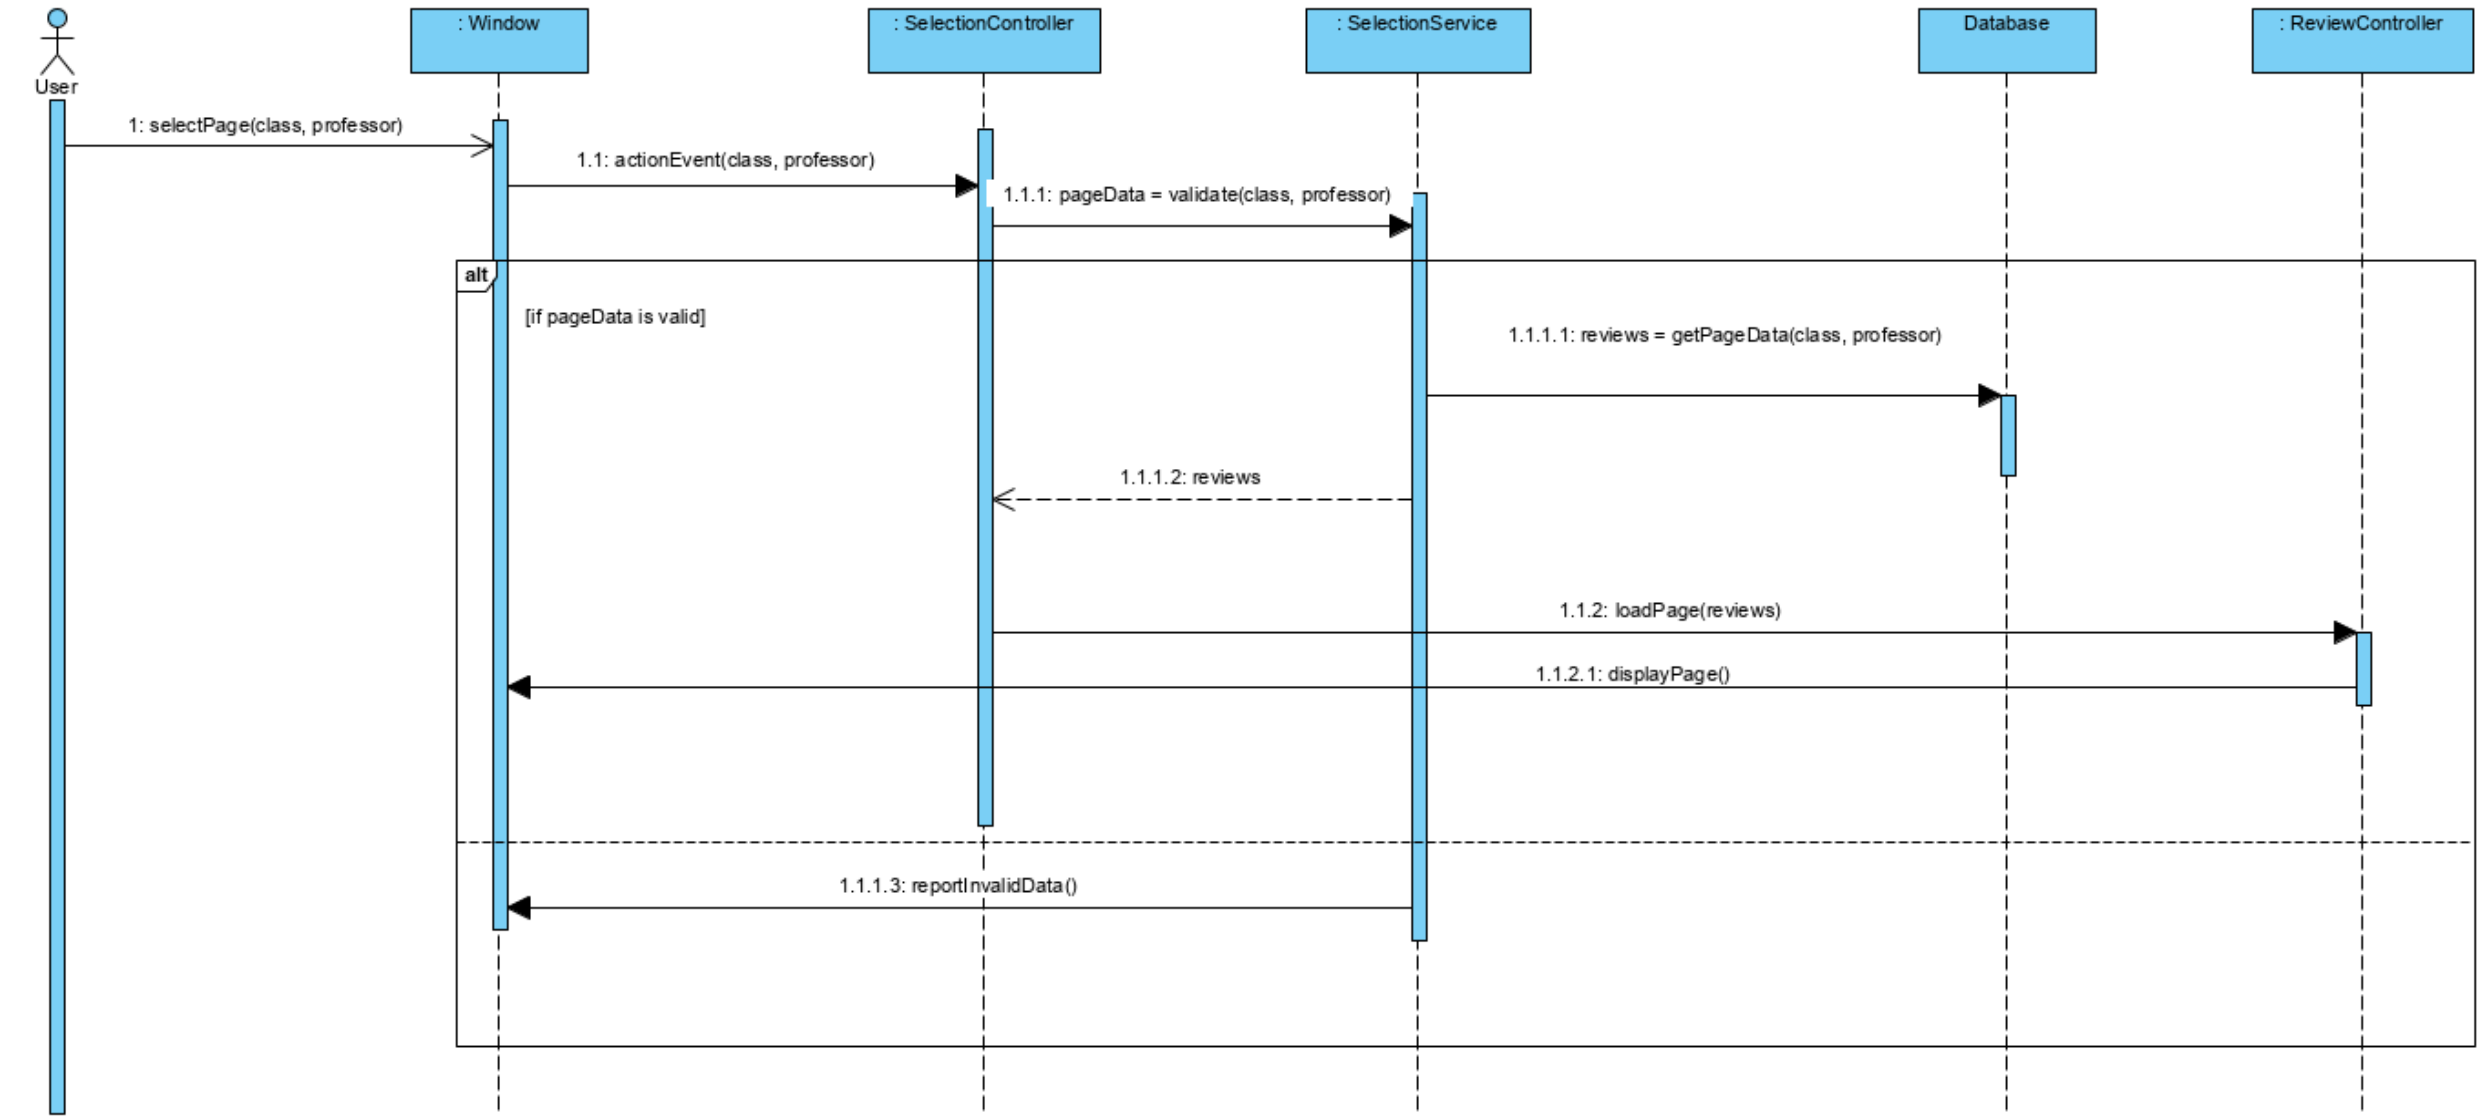 : Window
: SelectionController
: SelectionService
Database
: ReviewController
User
1: selectPage(class, professor)
1.1: actionEvent(class, professor)
1.1.1: pageData = validate(class, professor)
alt
[if pageData is valid]
1.1.1.1: reviews = getPageData(class, professor)
1.1.1.2: reviews
1.1.2: loadPage(reviews)
1.1.2.1: displayPage()
1.1.1.3: reportInvalidData()